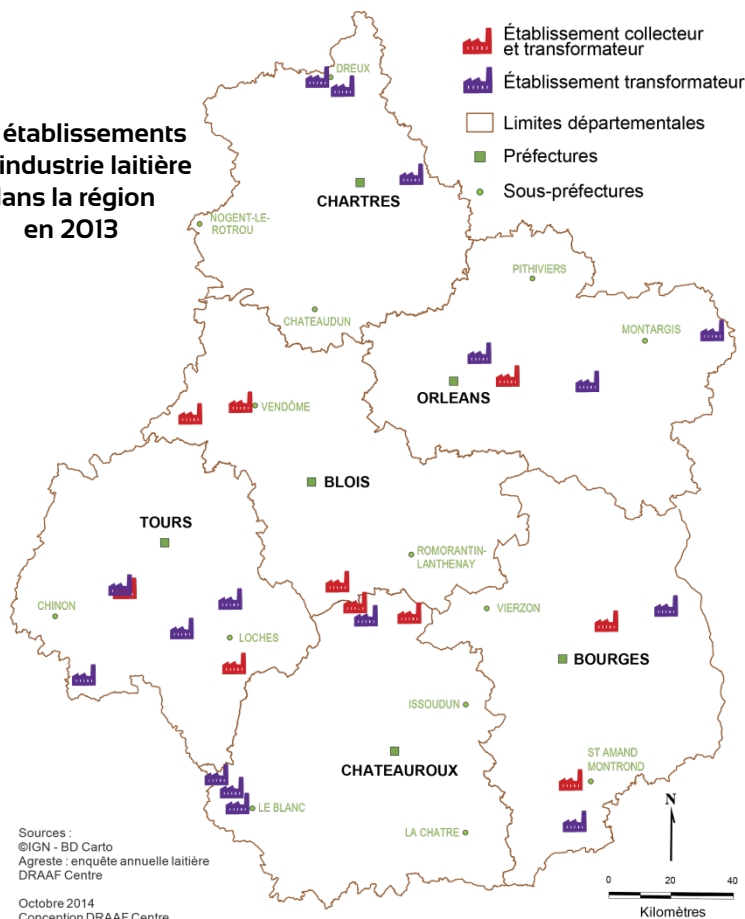 établissements
industrie laitière
dans la région
en 2013
Établissement collecteur
et transformateur
Établissement transformateur
Limites départementales
Préfectures
Sous-préfectures
DREUX
CHARTRES
NOGENT-LE-
ROTROU
CHATEAUDUN
PITHIVIERS
MONTARGIS
ORLEANS
VENDÔME
BLOIS
TOURS
ROMORANTIN-
LANTHENAY
CHINON
VIERZON
LOCHES
BOURGES
ISSOUDUN
CHATEAUROUX
ST AMAND
MONTROND
LE BLANC
LA CHATRE
N
0 20 40
Kilomètres
Sources :
©IGN - BD Carto
Agreste : enquête annuelle laitière
DRAAF Centre
Octobre 2014
Conception DRAAF Centre